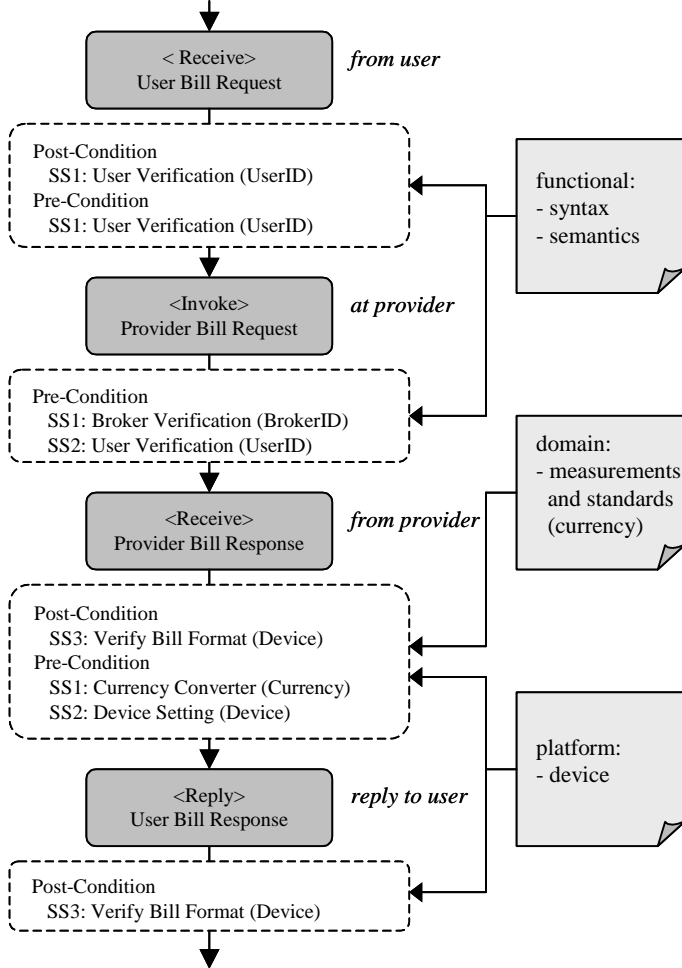 < Receive>
User Bill Request
from user
Post-Condition
SS1: User Verification (UserID)
Pre-Condition
SS1: User Verification (UserID)
functional:
- syntax
- semantics
<Invoke>
Provider Bill Request
at provider
Pre-Condition
SS1: Broker Verification (BrokerID)
SS2: User Verification (UserID)
domain:
- measurements
and standards
(currency)
<Receive>
Provider Bill Response
from provider
Post-Condition
SS3: Verify Bill Format (Device)
Pre-Condition
SS1: Currency Converter (Currency)
SS2: Device Setting (Device)
platform:
- device
<Reply>
User Bill Response
reply to user
Post-Condition
SS3: Verify Bill Format (Device)